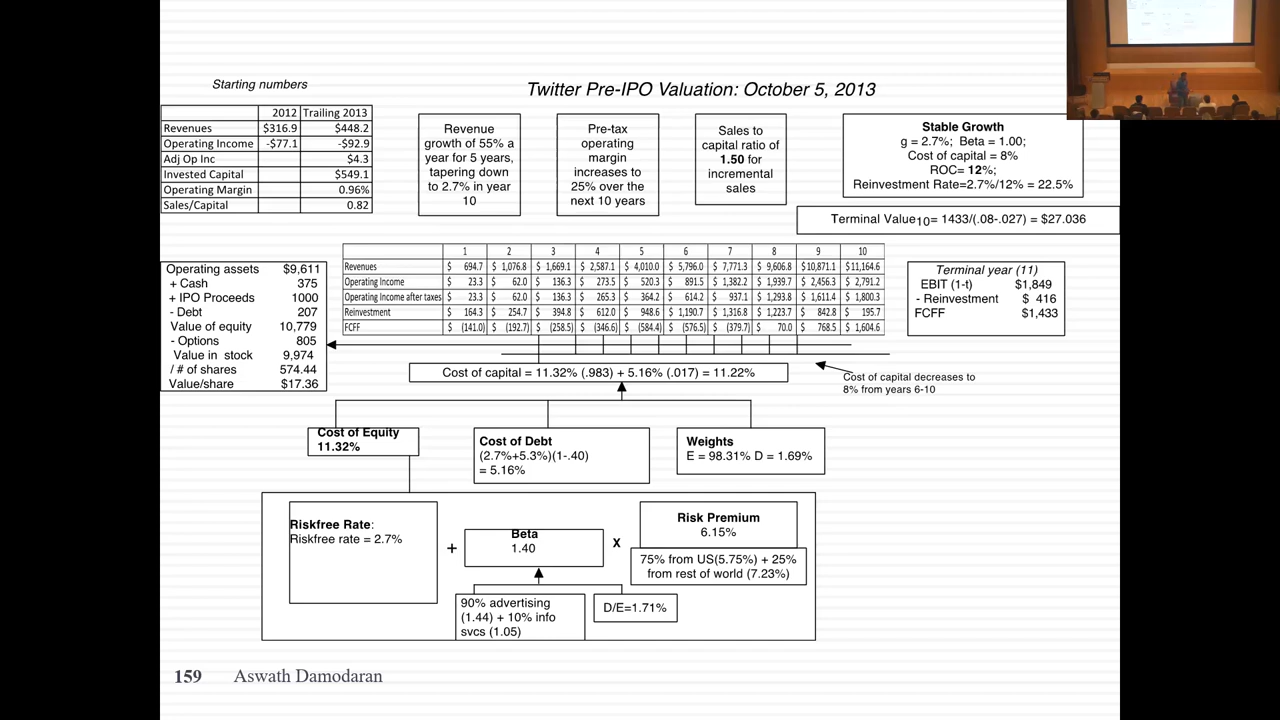 Starting numbers
Twitter Pre-IPO Valuation: October 5, 2013
2012 Trailing 2013
Revenues $316.9 $448.2
Operating Income -$77.1 -$92.9
Adj Op Inc $4.3
Invested Capital $549.1
Operating Margin 0.96%
Sales/Capital 0.82
Revenue
growth of 55% a
year for 5 years,
tapering down
to 2.7% in year
10
Pre-tax
operating
margin
increases to
25% over the
next 10 years
Sales to
capital ratio of
1.50 for
incremental
sales
Stable Growth
g = 2.7%; Beta = 1.00;
Cost of capital = 8%
ROC= 12%;
Reinvestment Rate=2.7%/12% = 22.5%
Terminal Value10= 1433/(.08-.027) = $27.036
Operating assets $9,611
+ Cash 375
+ IPO Proceeds 1000
- Debt 207
Value of equity 10,779
- Options 805
Value in stock 9,974
/ # of shares 574.44
Value/share $17.36
1 2 3 4 5 6 7 8 9 10
Revenues $ 694.7 $ 1,076.8 $ 1,669.1 $ 2,587.1 $ 4,010.0 $ 5,796.0 $ 7,771.3 $ 9,606.8 $10,871.1 $11,164.6
Operating Income $ 23.3 $ 62.0 $ 136.3 $ 273.5 $ 520.3 $ 891.5 $ 1,382.2 $ 1,939.7 $ 2,456.3 $ 2,791.2
Operating Income after taxes $ 23.3 $ 62.0 $ 136.3 $ 265.3 $ 364.2 $ 614.2 $ 937.1 $ 1,293.8 $ 1,611.4 $ 1,800.3
Reinvestment $ 164.3 $ 254.7 $ 394.8 $ 612.0 $ 948.6 $ 1,190.7 $ 1,316.8 $ 1,223.7 $ 842.8 $ 195.7
FCFF $ (141.0) $ (192.7) $ (258.5) $ (346.6) $ (584.4) $ (576.5) $ (379.7) $ 70.0 $ 768.5 $ 1,604.6
Terminal year (11)
EBIT (1-t) $1,849
- Reinvestment $ 416
FCFF $1,433
Cost of capital = 11.32% (.983) + 5.16% (.017) = 11.22%
Cost of capital decreases to
8% from years 6-10
Cost of Equity
11.32%
Cost of Debt
(2.7%+5.3%)(1-.40)
= 5.16%
Weights
E = 98.31% D = 1.69%
Riskfree Rate:
Riskfree rate = 2.7%
+
Beta
1.40
X
Risk Premium
6.15%
75% from US(5.75%) + 25%
from rest of world (7.23%)
90% advertising
(1.44) + 10% info
svcs (1.05)
D/E=1.71%
159 Aswath Damodaran